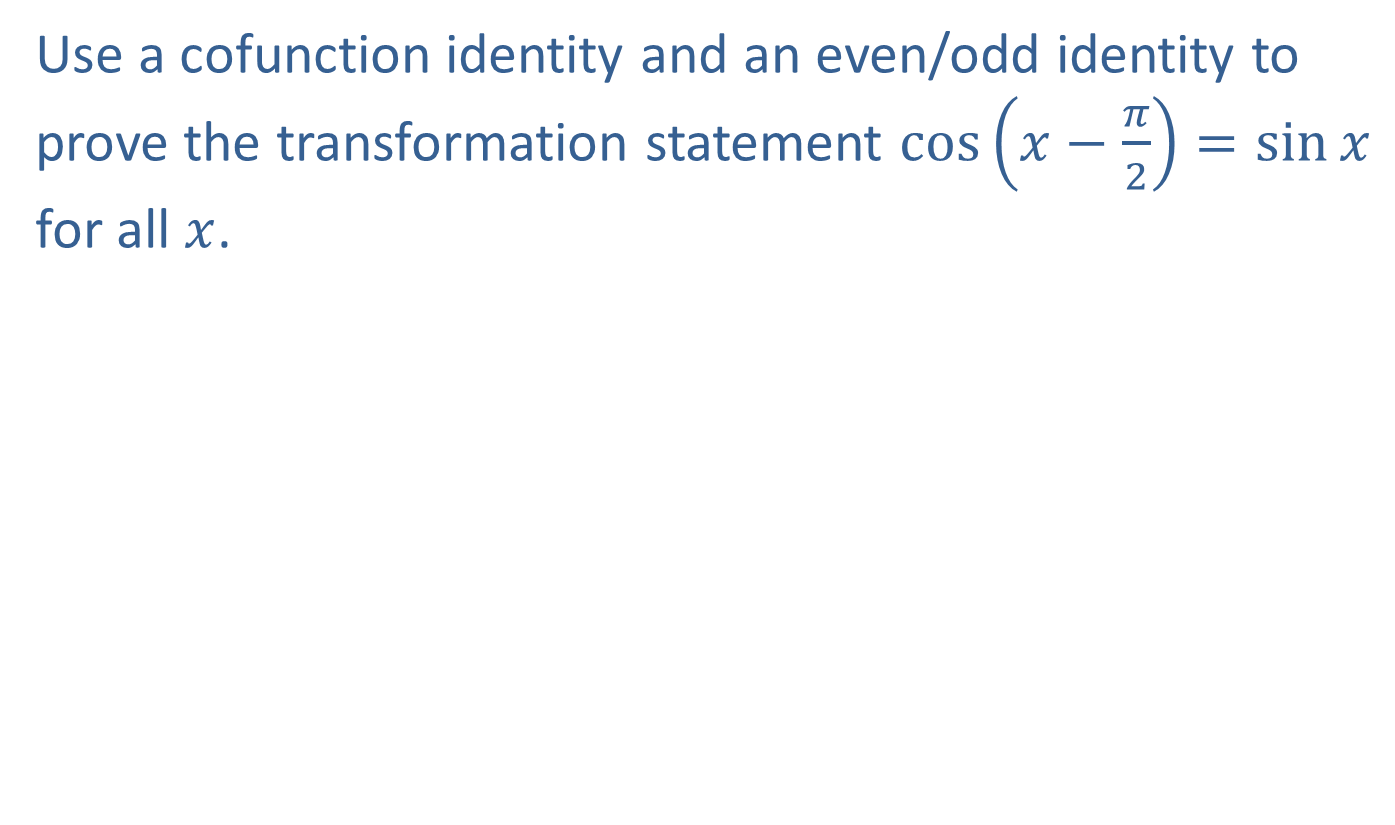 Use a cofunction identity and an even/odd identity to
prove the transformation statement cos(x − π/2) = sin x
for all x.